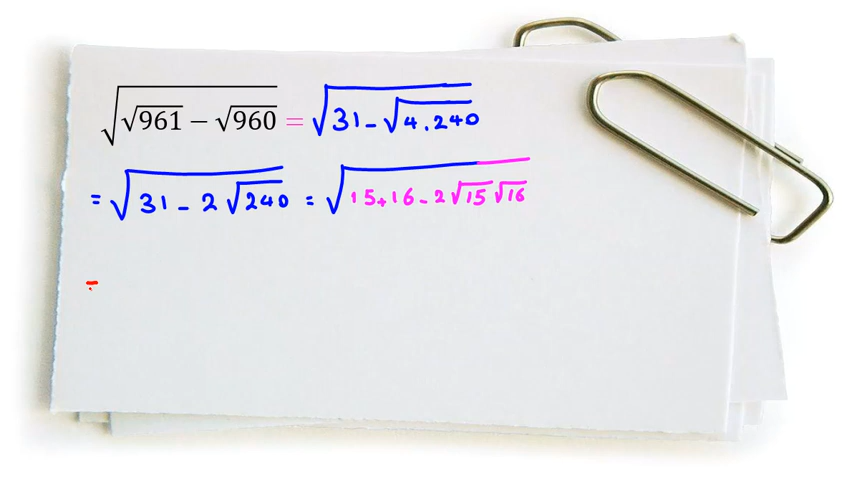 √(√961 − √960) = √(31 - √(4.240))
= √(31 - 2√240) = √(15+16-2√15 √16)
=